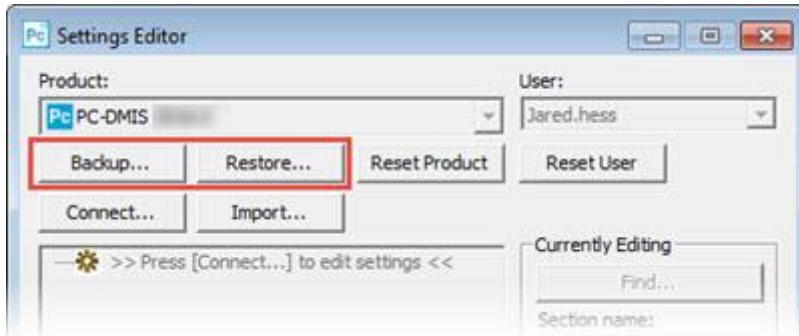 Pc Settings Editor
Product: User:
Pc PC-DMIS Jared.hess
Backup... Restore... Reset Product Reset User
Connect... Import...
>> Press [Connect...] to edit settings << Currently Editing
Find...
Section name: